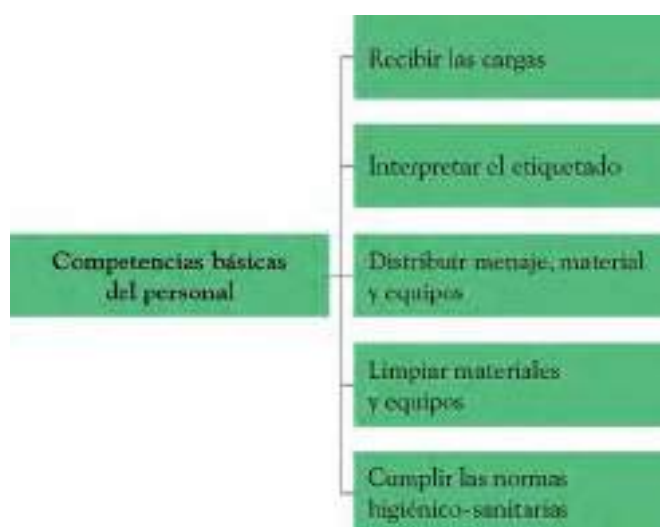 Recibir las cargas
Interpretar el etiquetado
Competencias básicas
del personal
Distribuir menaje, material
y equipos
Limpiar materiales
y equipos
Cumplir las normas
higiénico-sanitarias